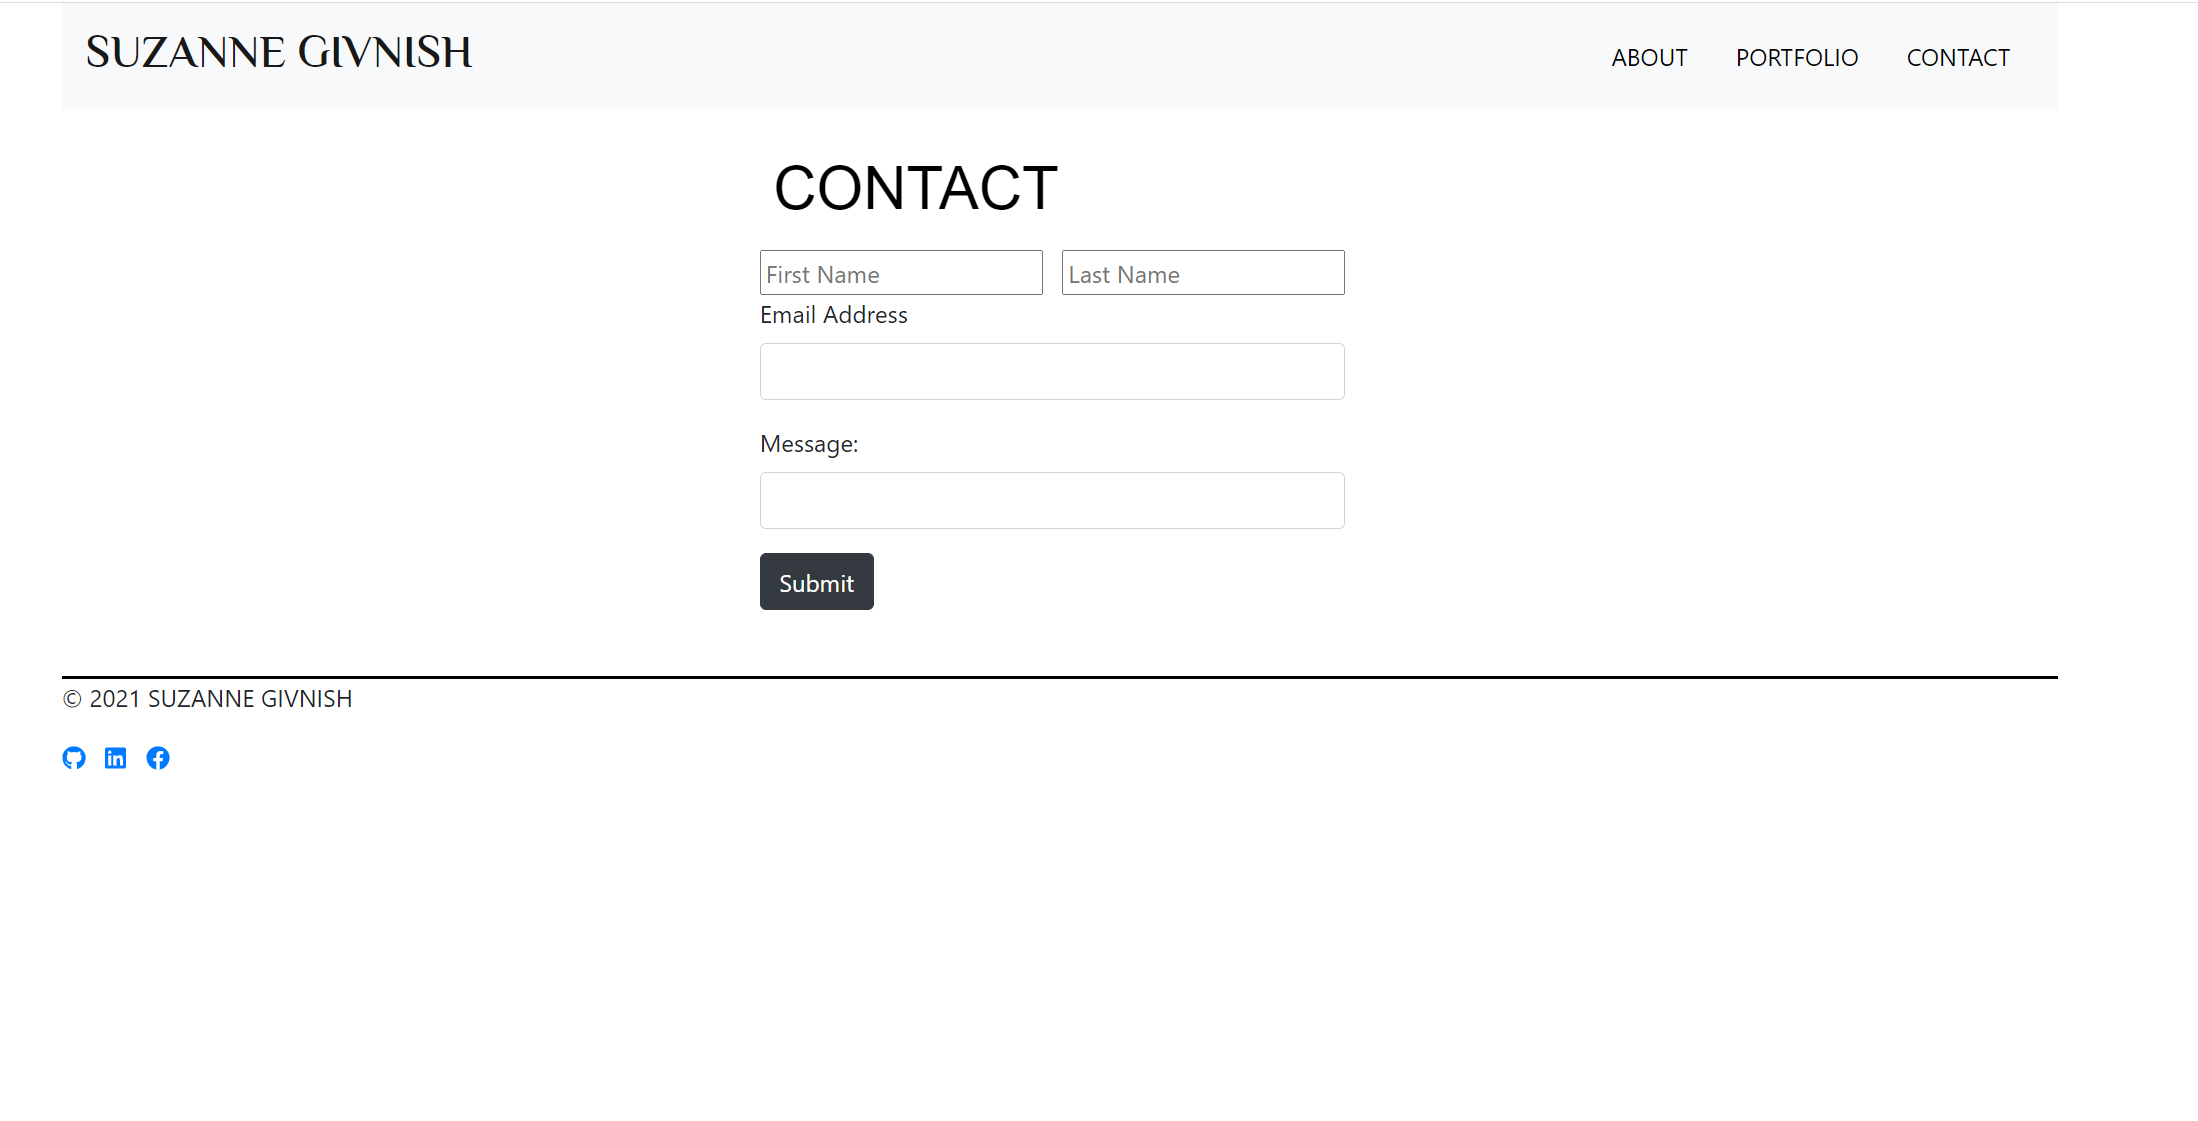 SUZANNE GIVNISH
ABOUT PORTFOLIO CONTACT
CONTACT
First Name Last Name
Email Address
Message:
Submit
© 2021 SUZANNE GIVNISH